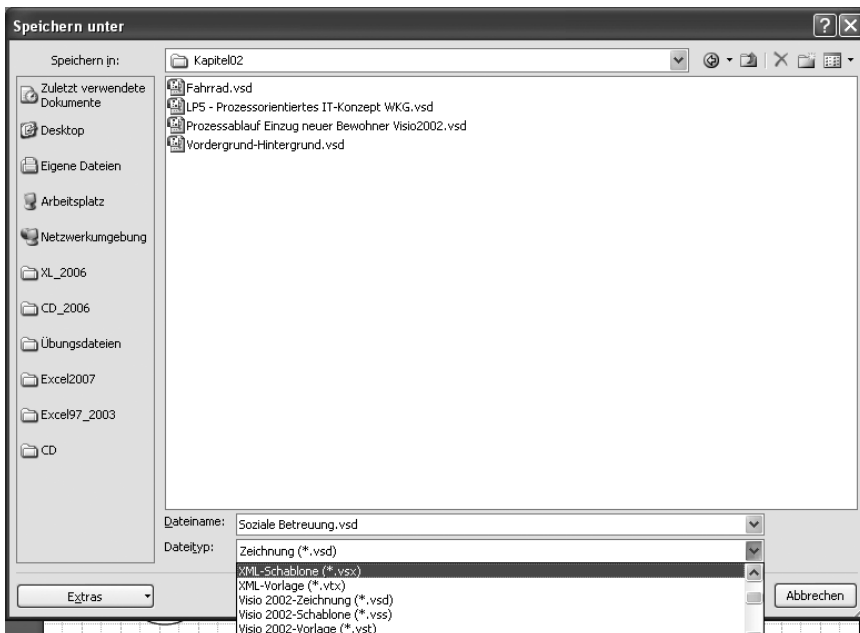 Speichern unter
Speichern in:
Kapitel02
Zuletzt verwendete
Dokumente
Desktop
Eigene Dateien
Arbeitsplatz
Netzwerkumgebung
XL_2006
CD_2006
Übungsdateien
Excel2007
Excel97_2003
CD
Fahrrad.vsd
LP5 - Prozessorientiertes IT-Konzept WKG.vsd
Prozessablauf Einzug neuer Bewohner Visio2002.vsd
Vordergrund-Hintergrund.vsd
Dateiname:
Soziale Betreuung.vsd
Dateityp:
Zeichnung (*.vsd)
XML-Schablone (*.vsx)
XML-Vorlage (*.vtx)
Visio 2002-Zeichnung (*.vsd)
Visio 2002-Schablone (*.vss)
Visio 2002-Vorlage (*.vst)
Extras
Abbrechen